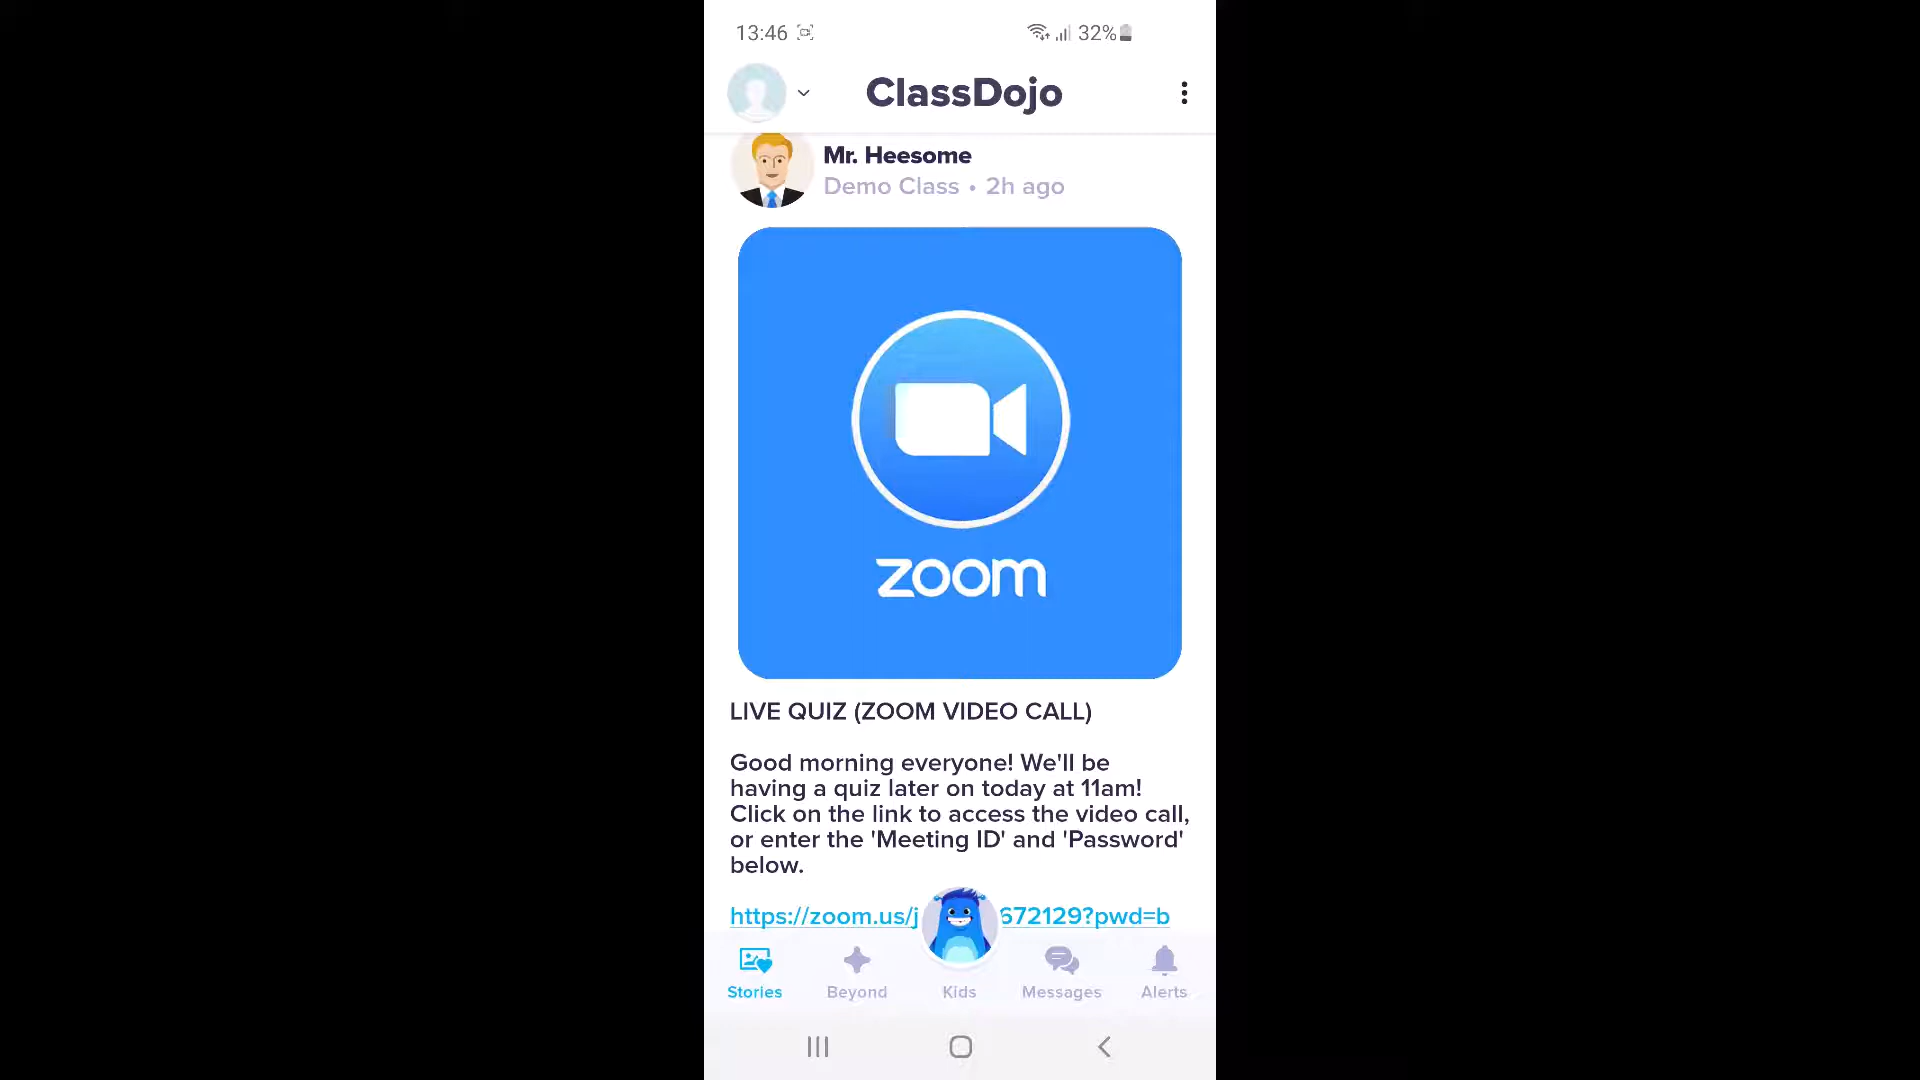 13:46 32%
ClassDojo
Mr. Heesome
Demo Class • 2h ago
zoom
LIVE QUIZ (ZOOM VIDEO CALL)
Good morning everyone! We'll be
having a quiz later on today at 11am!
Click on the link to access the video call,
or enter the 'Meeting ID' and 'Password'
below.
https://zoom.us/j 672129?pwd=b
Stories Beyond Kids Messages Alerts